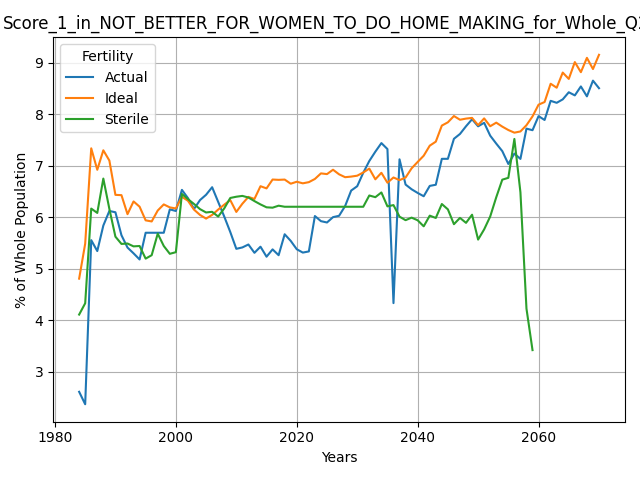 Score_1_in_NOT_BETTER_FOR_WOMEN_TO_DO_HOME_MAKING_for_Whole_Q
Fertility
Actual
Ideal
Sterile
% of Whole Population
9
8
7
6
5
4
3
1980
2000
2020
2040
2060
Years